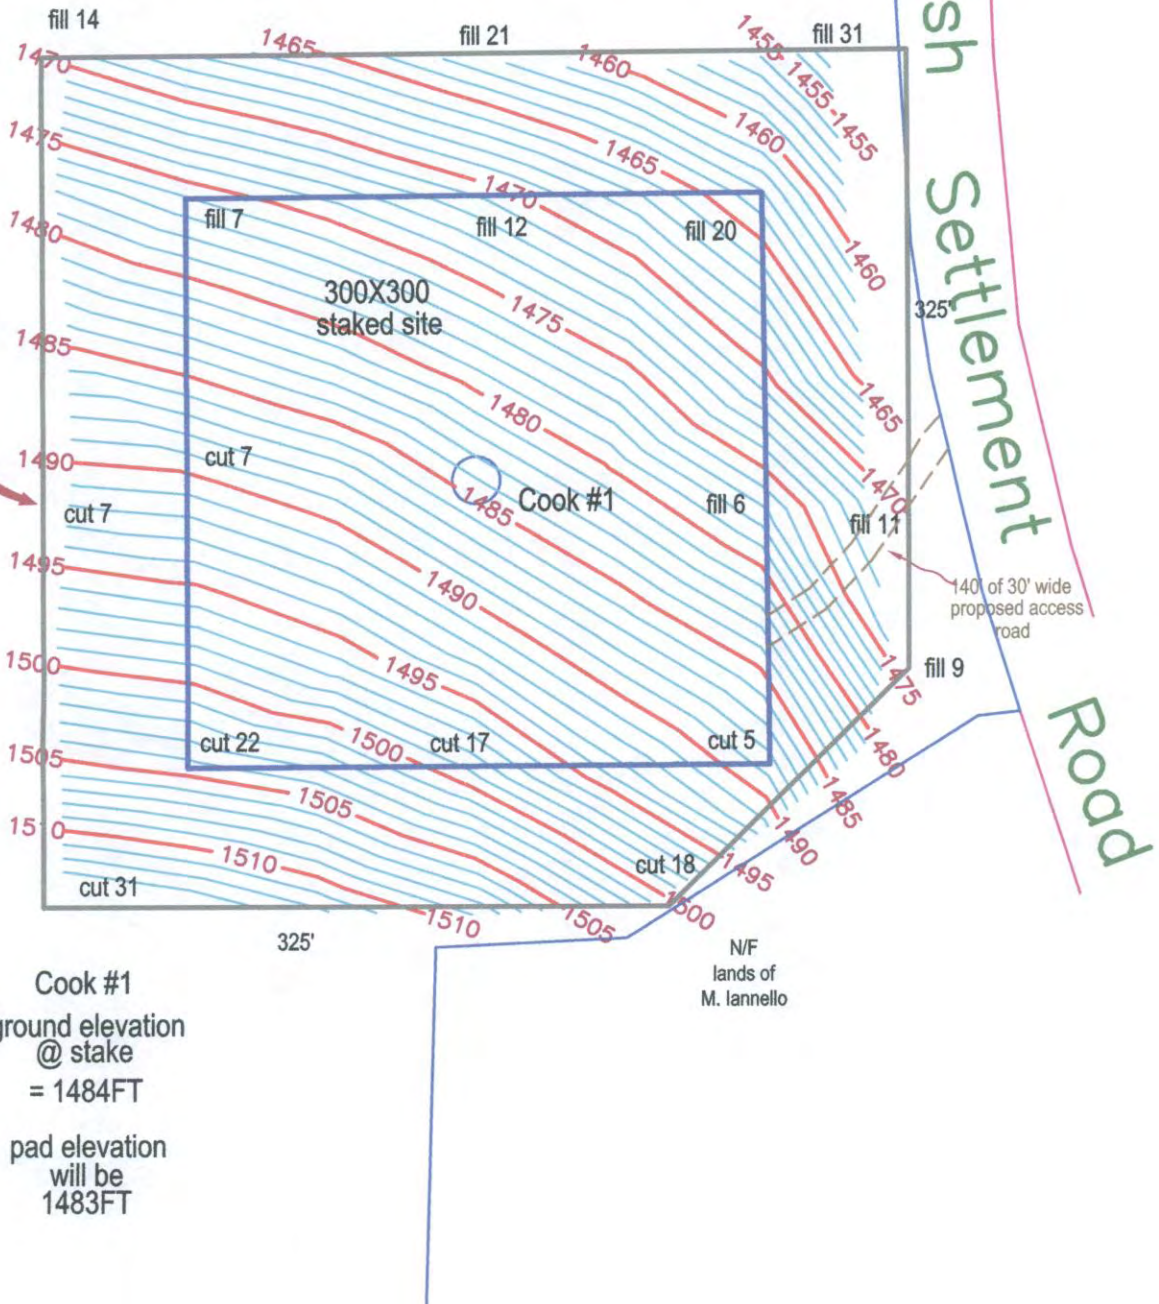 fill 14
fill 21
fill 31
1470
1465
1460
1455
1455
1455
1475
1465
1460
1480
1470
fill 7
fill 12
fill 20
1460
300X300
staked site
1475
325'
1485
1480
1465
1490
cut 7
cut 7
1485
Cook #1
fill 6
1470
fill 11
1495
1490
140' of 30' wide
proposed access
road
1500
1495
1475
fill 9
1505
cut 22
1500
cut 17
cut 5
1480
1505
1485
1510
1510
1490
cut 31
cut 18
1495
1510
1505
1500
325'
N/F
lands of
M. Iannello
Cook #1
ground elevation
@ stake
= 1484FT
pad elevation
will be
1483FT
sh Settlement Road